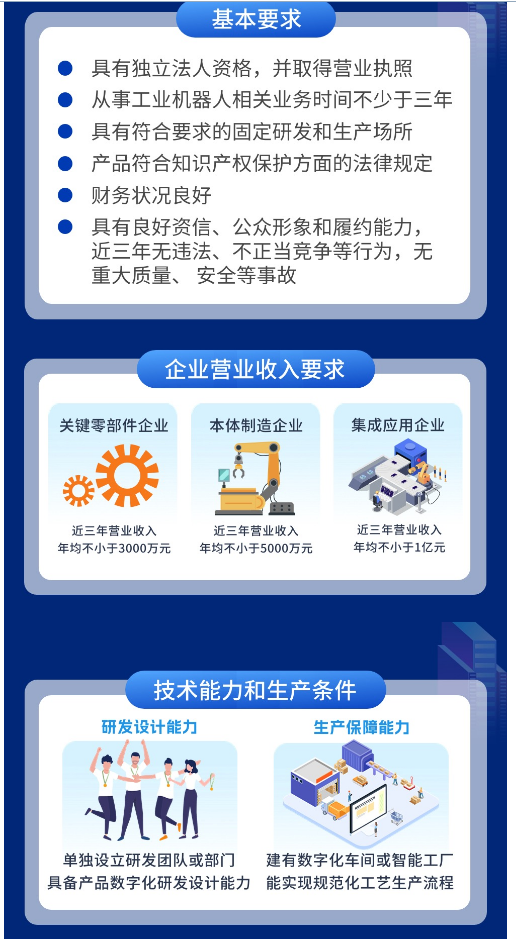 基本要求
具有独立法人资格，并取得营业执照
从事工业机器人相关业务时间不少于三年
具有符合要求的固定研发和生产场所
产品符合知识产权保护方面的法律规定
财务状况良好
具有良好资信、公众形象和履约能力，
近三年无违法、不正当竞争等行为，无
重大质量、 安全等事故
企业营业收入要求
关键零部件企业
近三年营业收入
年均不小于3000万元
本体制造企业
近三年营业收入
年均不小于5000万元
集成应用企业
近三年营业收入
年均不小于1亿元
技术能力和生产条件
研发设计能力
单独设立研发团队或部门
具备产品数字化研发设计能力
生产保障能力
建有数字化车间或智能工厂
能实现规范化工艺生产流程